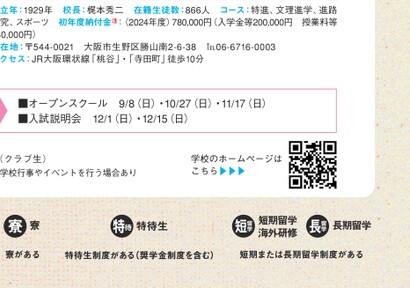 立年：1929年　校長：梶本秀二　在籍生徒数：866人　コース：特進、文理進学、進路
究、スポーツ　初年度納付金注：（2024年度）780,000円（入学金等200,000円　授業料等
0,000円）
在地：〒544-0021　大阪市生野区勝山南2-6-38　℡06-6716-0003
クセス：JR大阪環状線「桃谷」・「寺田町」徒歩10分
■オープンスクール　9/8（日）・10/27（日）・11/17（日）
■入試説明会　12/1（日）・12/15（日）
（クラブ生）
学校行事やイベントを行う場合あり
学校のホームページは
こちら▶▶▶
寮　寮
寮がある
特待　特待生
特待生制度がある（奨学金制度を含む）
短留学　短期留学
海外研修
長留学　長期留学
短期または長期留学制度がある